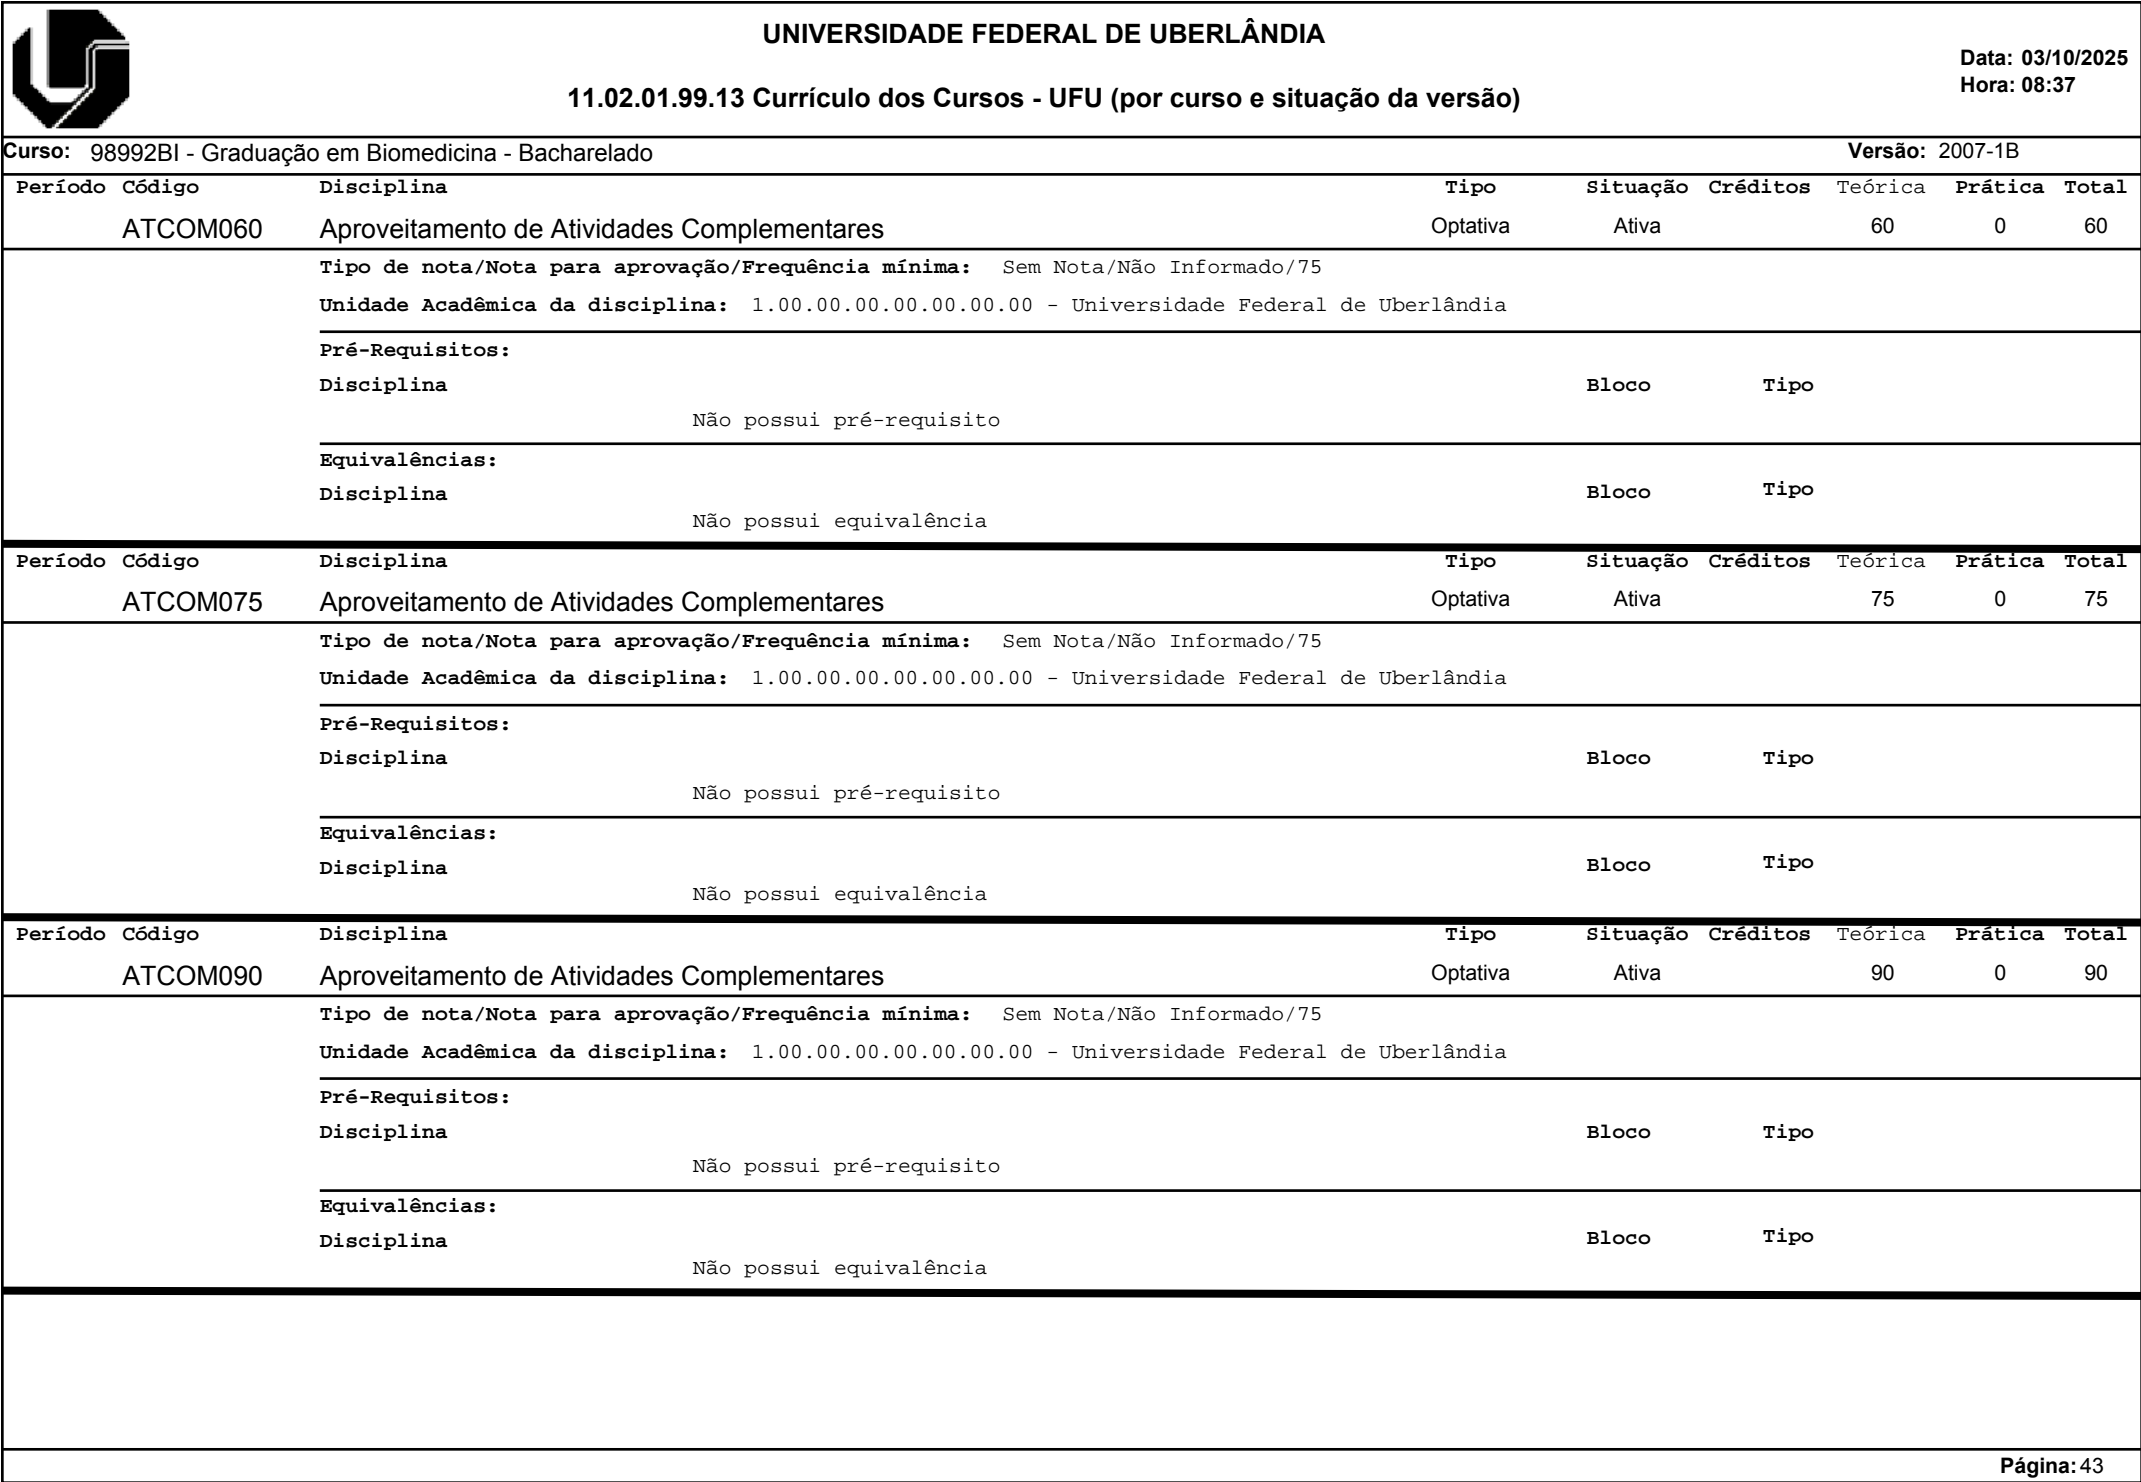 UNIVERSIDADE FEDERAL DE UBERLÂNDIA
Data: 03/10/2025
Hora: 08:37
11.02.01.99.13 Currículo dos Cursos - UFU (por curso e situação da versão)
Curso: 98992BI - Graduação em Biomedicina - Bacharelado Versão: 2007-1B
Período Código Disciplina Tipo Situação Créditos Teórica Prática Total
ATCOM060 Aproveitamento de Atividades Complementares Optativa Ativa 60 0 60
Tipo de nota/Nota para aprovação/Frequência mínima: Sem Nota/Não Informado/75
Unidade Acadêmica da disciplina: 1.00.00.00.00.00.00.00 - Universidade Federal de Uberlândia
Pré-Requisitos:
Disciplina Bloco Tipo
Não possui pré-requisito
Equivalências:
Disciplina Bloco Tipo
Não possui equivalência
Período Código Disciplina Tipo Situação Créditos Teórica Prática Total
ATCOM075 Aproveitamento de Atividades Complementares Optativa Ativa 75 0 75
Tipo de nota/Nota para aprovação/Frequência mínima: Sem Nota/Não Informado/75
Unidade Acadêmica da disciplina: 1.00.00.00.00.00.00.00 - Universidade Federal de Uberlândia
Pré-Requisitos:
Disciplina Bloco Tipo
Não possui pré-requisito
Equivalências:
Disciplina Bloco Tipo
Não possui equivalência
Período Código Disciplina Tipo Situação Créditos Teórica Prática Total
ATCOM090 Aproveitamento de Atividades Complementares Optativa Ativa 90 0 90
Tipo de nota/Nota para aprovação/Frequência mínima: Sem Nota/Não Informado/75
Unidade Acadêmica da disciplina: 1.00.00.00.00.00.00.00 - Universidade Federal de Uberlândia
Pré-Requisitos:
Disciplina Bloco Tipo
Não possui pré-requisito
Equivalências:
Disciplina Bloco Tipo
Não possui equivalência
Página: 43